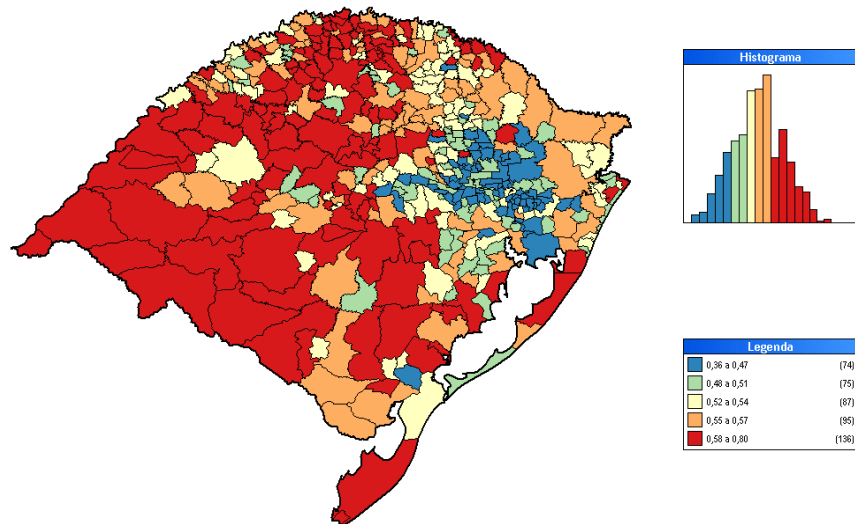 Histograma
Legenda
0,36 a 0,47 (74)
0,48 a 0,51 (75)
0,52 a 0,54 (87)
0,55 a 0,57 (95)
0,58 a 0,80 (136)